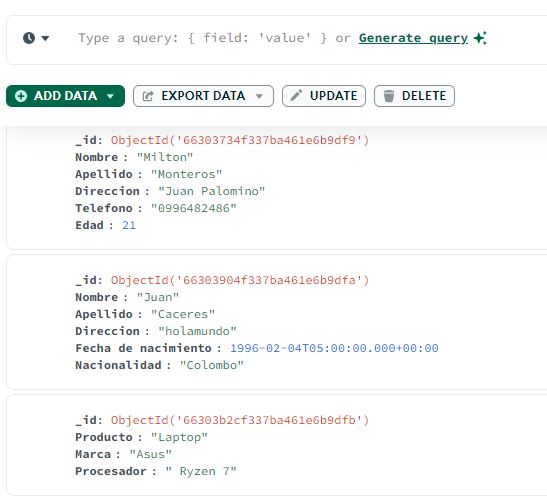 Type a query: { field: 'value' } or Generate query
ADD DATA EXPORT DATA UPDATE DELETE
_id: ObjectId('66303734f337ba461e6b9df9')
Nombre : "Milton"
Apellido : "Monteros"
Direccion : "Juan Palomino"
Telefono : "0996482486"
Edad : 21
_id: ObjectId('66303904f337ba461e6b9dfa')
Nombre : "Juan"
Apellido : "Caceres"
Direccion : "holamundo"
Fecha de nacimiento : 1996-02-04T05:00:00.000+00:00
Nacionalidad : "Colombo"
_id: ObjectId('66303b2cf337ba461e6b9dfb')
Producto : "Laptop"
Marca : "Asus"
Procesador : " Ryzen 7"